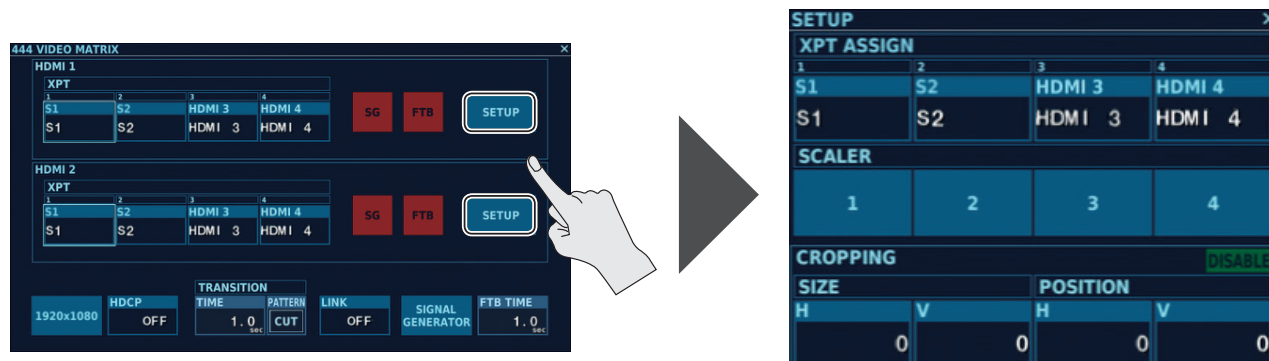 444 VIDEO MATRIX ×
HDMI 1
XPT
1 2 3 4
S1 S2 HDMI 3 HDMI 4 SG FTB SETUP
S1 S2 HDMI 3 HDMI 4
HDMI 2
XPT
1 2 3 4
S1 S2 HDMI 3 HDMI 4 SG FTB SETUP
S1 S2 HDMI 3 HDMI 4
TRANSITION
1920x1080 HDCP TIME PATTERN LINK SIGNAL GENERATOR FTB TIME
OFF 1.0 sec CUT OFF 1.0 sec
SETUP ×
XPT ASSIGN
1 2 3 4
S1 S2 HDMI 3 HDMI 4
S1 S2 HDMI 3 HDMI 4
SCALER
1 2 3 4
CROPPING DISABLE
SIZE POSITION
H V H V
0 0 0 0